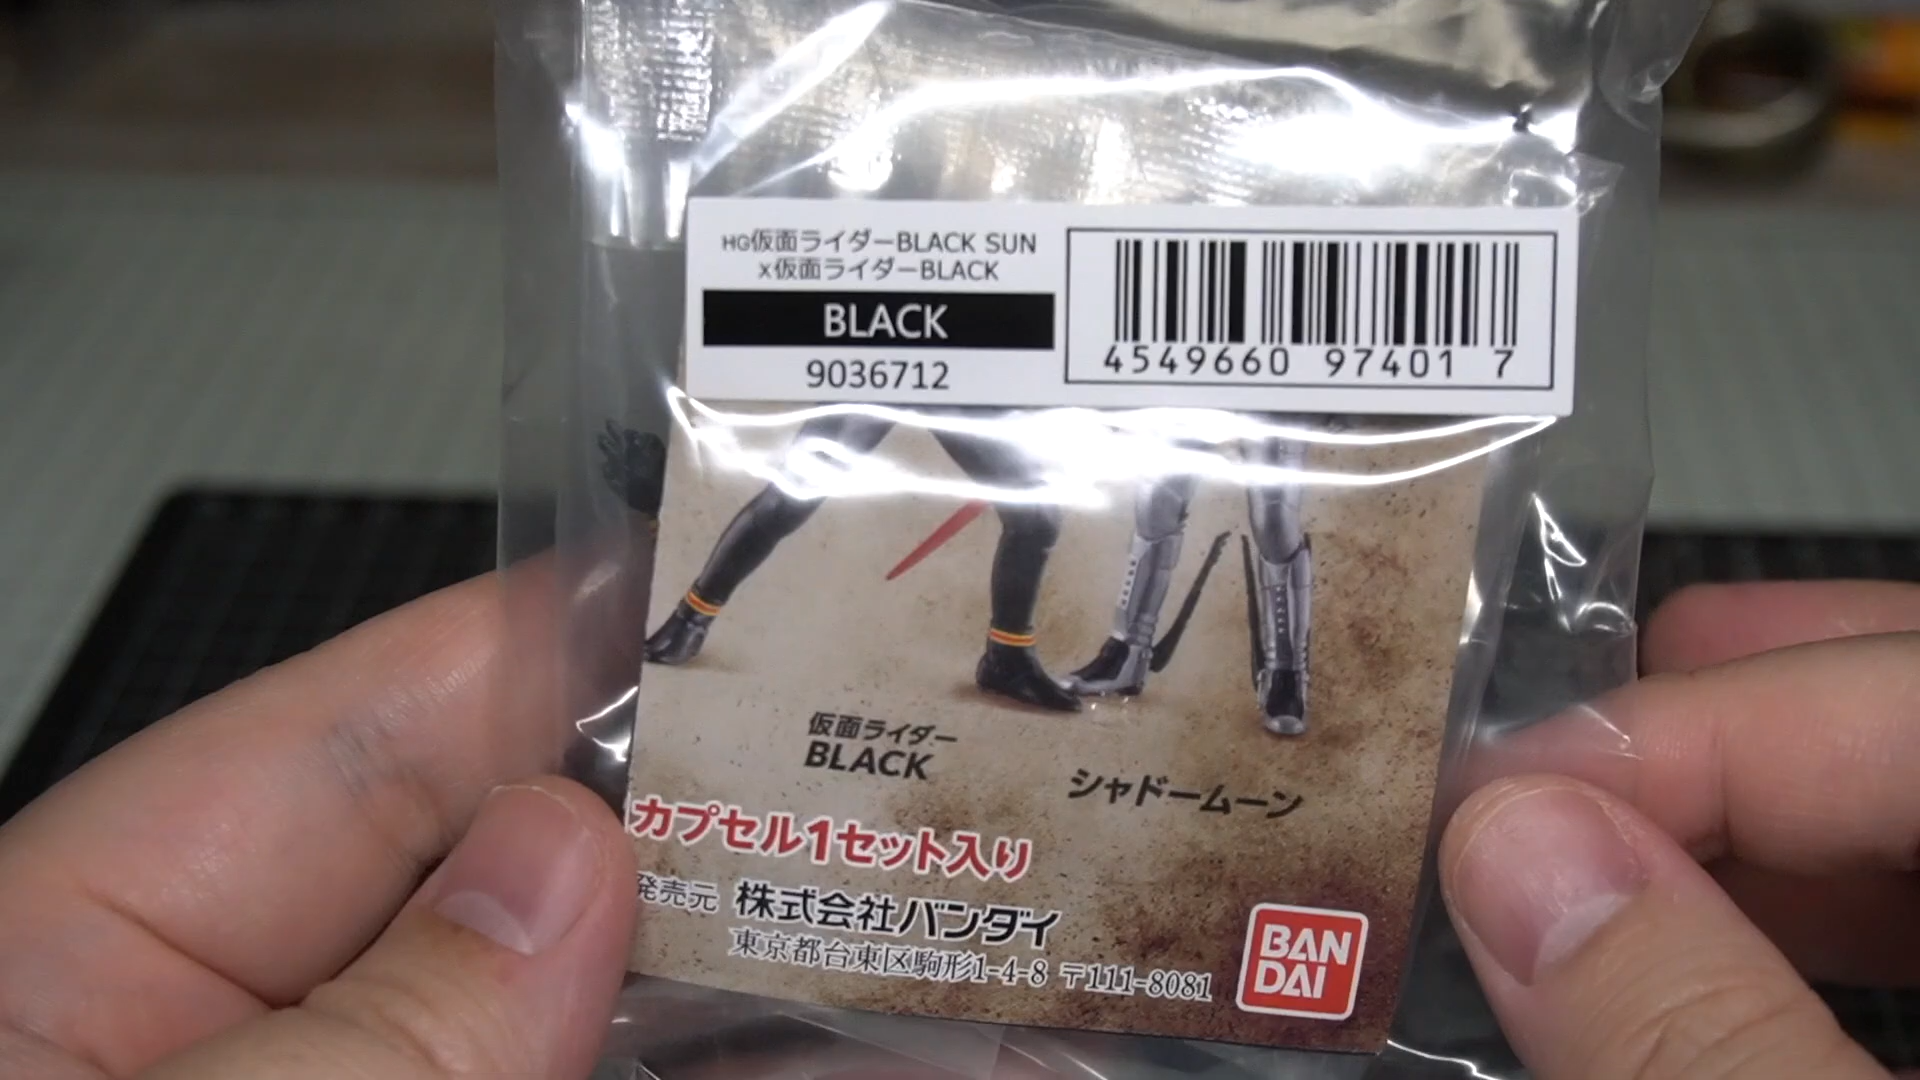 HG仮面ライダーBLACK SUN
x仮面ライダーBLACK
BLACK
9036712
4549660 97401 7
仮面ライダー
BLACK
シャドームーン
カプセル1セット入り
発売元 株式会社バンダイ
東京都台東区駒形1-4-8 〒111-8081
BAN
DAI